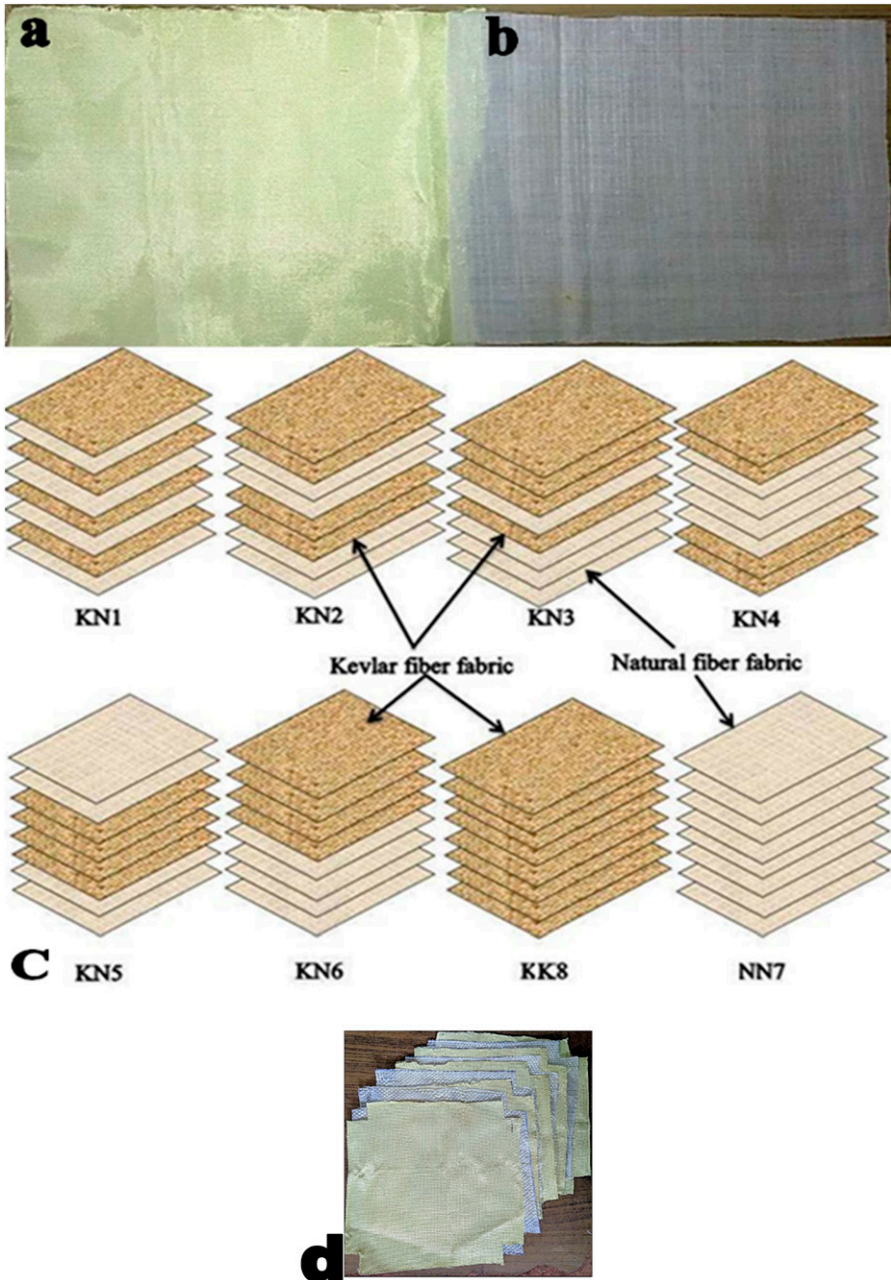 a b
KN1 KN2 KN3 KN4
Kevlar fiber fabric Natural fiber fabric
KN5 KN6 KK8 NN7
C
d